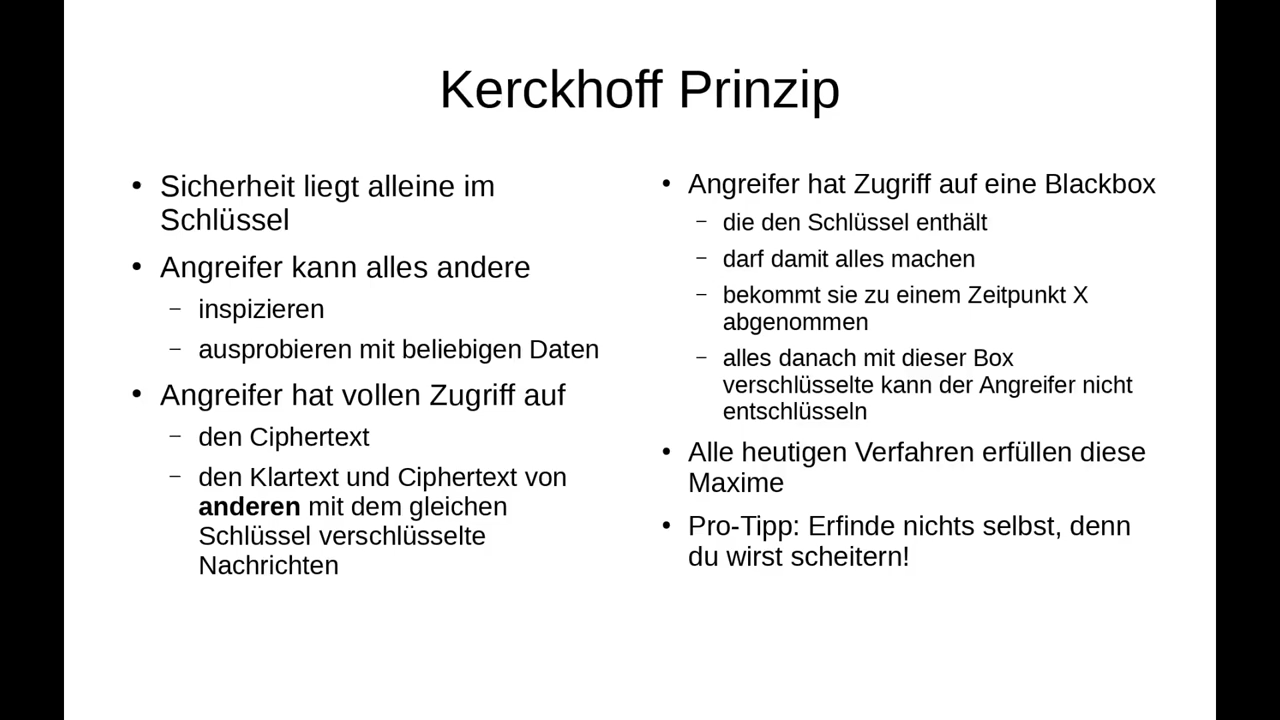 Kerckhoff Prinzip
• Sicherheit liegt alleine im
Schlüssel
• Angreifer kann alles andere
– inspizieren
– ausprobieren mit beliebigen Daten
• Angreifer hat vollen Zugriff auf
– den Ciphertext
– den Klartext und Ciphertext von
anderen mit dem gleichen
Schlüssel verschlüsselte
Nachrichten
• Angreifer hat Zugriff auf eine Blackbox
– die den Schlüssel enthält
– darf damit alles machen
– bekommt sie zu einem Zeitpunkt X
abgenommen
– alles danach mit dieser Box
verschlüsselte kann der Angreifer nicht
entschlüsseln
• Alle heutigen Verfahren erfüllen diese
Maxime
• Pro-Tipp: Erfinde nichts selbst, denn
du wirst scheitern!